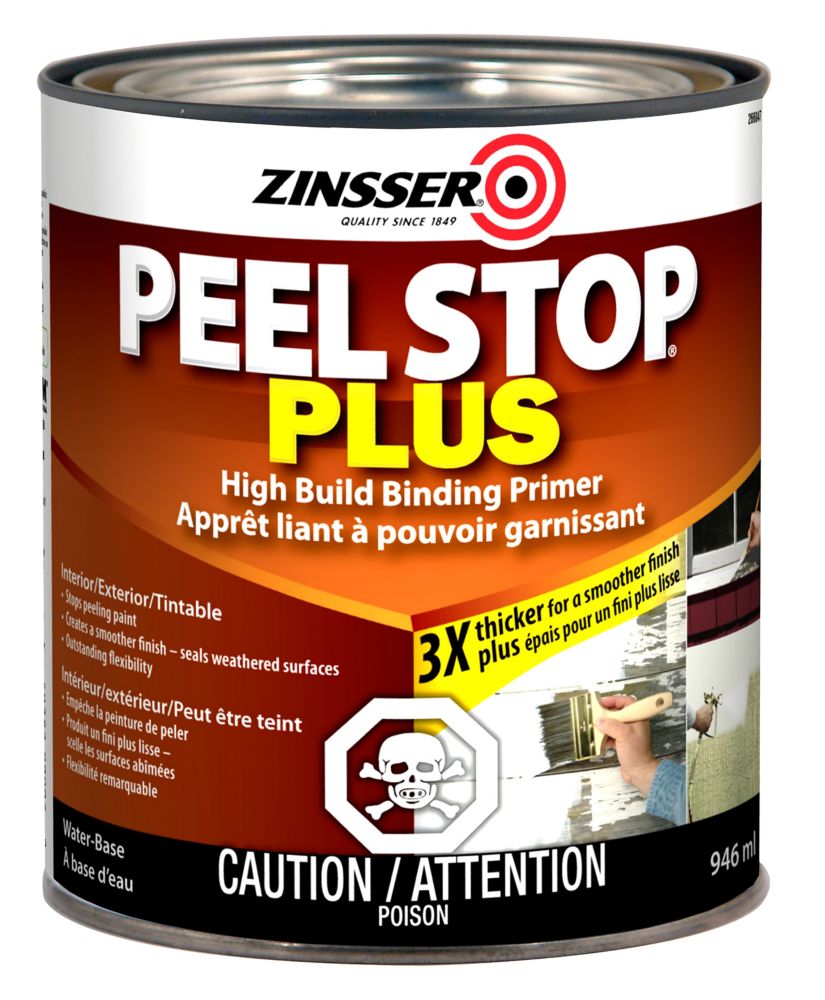 ZINSSER®
QUALITY SINCE 1849
PEEL STOP®
PLUS
High Build Binding Primer
Apprêt liant à pouvoir garnissant
3X thicker for a smoother finish
plus épais pour un fini plus lisse
Interior/Exterior/Tintable
• Stops peeling paint
• Creates a smoother finish – seals weathered surfaces
• Outstanding flexibility
Intérieur/extérieur/Peut être teint
• Empêche la peinture de peler
• Produit un fini plus lisse –
scelle les surfaces abimées
• Flexibilité remarquable
Water-Base
À base d'eau
CAUTION / ATTENTION
POISON
946 ml